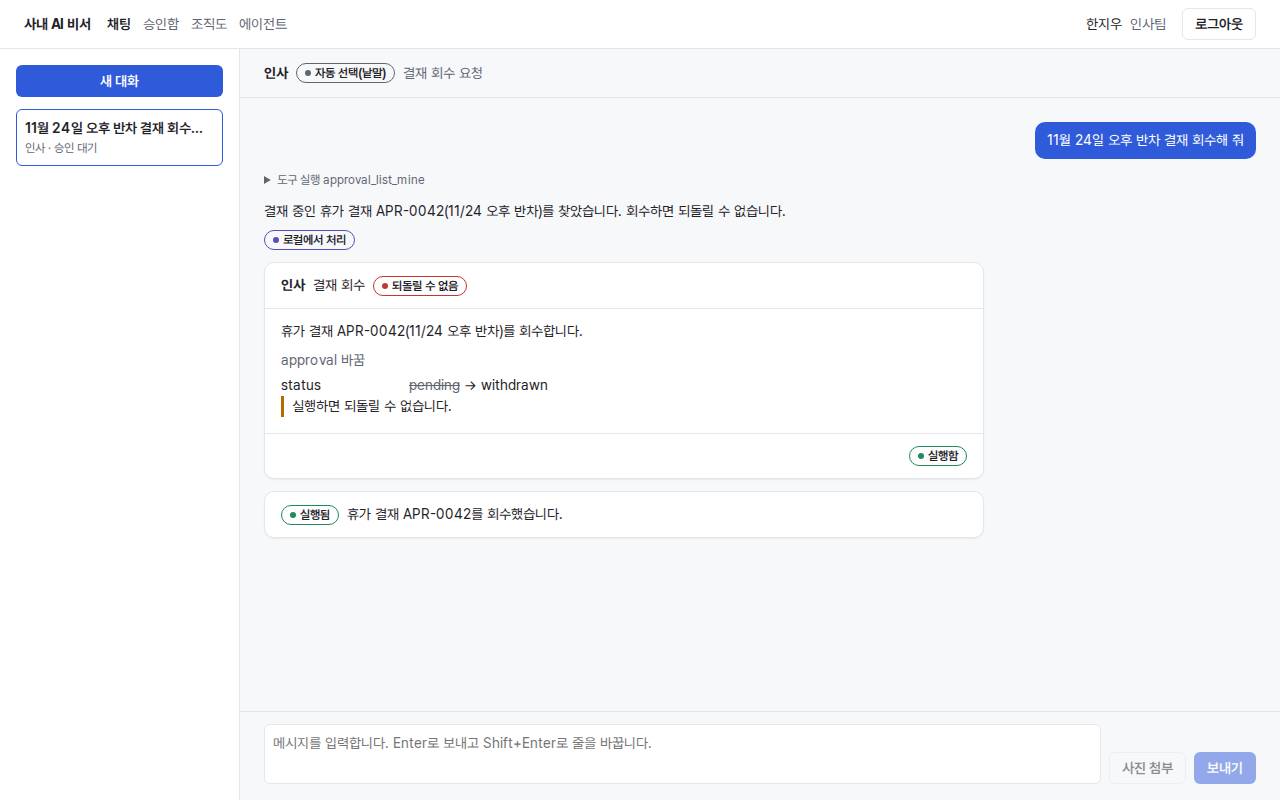 사내 AI 비서 채팅 승인함 조직도 에이전트 한지우 인사팀 로그아웃
새 대화
11월 24일 오후 반차 결재 회수...
인사 · 승인 대기
인사 자동 선택(낱말) 결재 회수 요청
11월 24일 오후 반차 결재 회수해 줘
도구 실행 approval_list_mine
결재 중인 휴가 결재 APR-0042(11/24 오후 반차)를 찾았습니다. 회수하면 되돌릴 수 없습니다.
로컬에서 처리
인사 결재 회수 되돌릴 수 없음
휴가 결재 APR-0042(11/24 오후 반차)를 회수합니다.
approval 바꿈
status pending → withdrawn
실행하면 되돌릴 수 없습니다.
실행함
실행됨 휴가 결재 APR-0042를 회수했습니다.
메시지를 입력합니다. Enter로 보내고 Shift+Enter로 줄을 바꿉니다.
사진 첨부 보내기